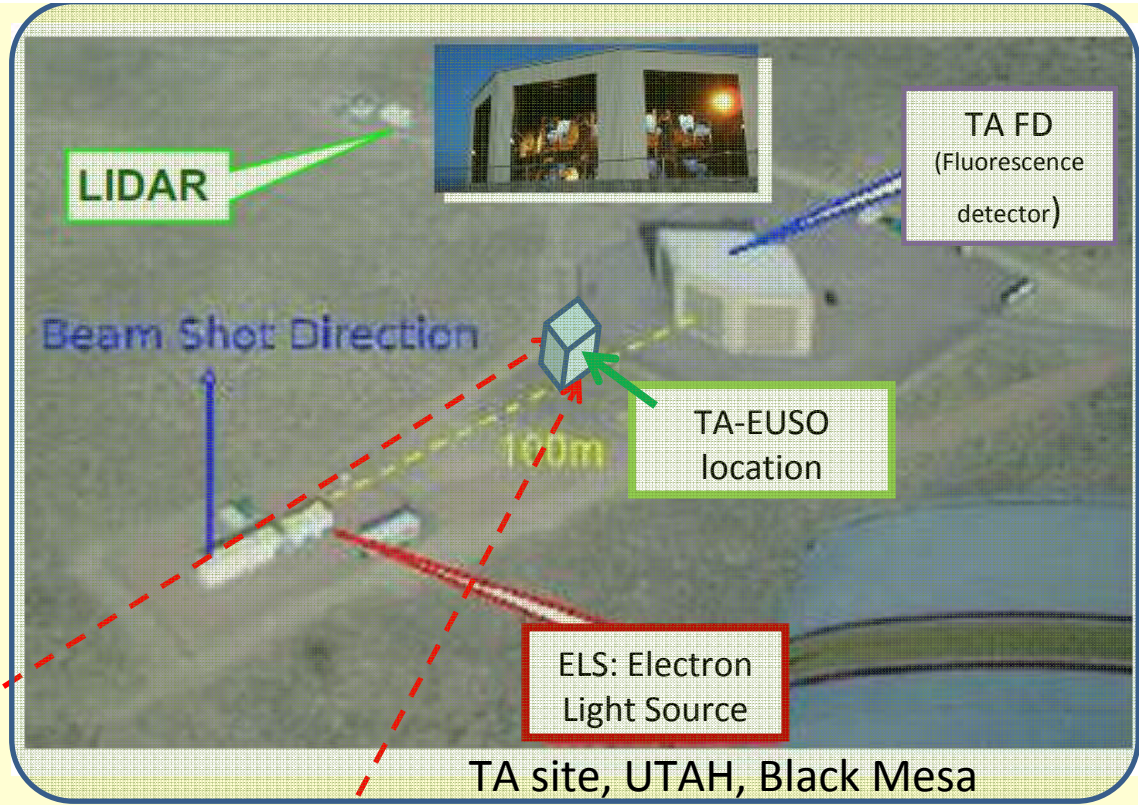 TA FD
(Fluorescence
detector)
LIDAR
Beam Shot Direction
TA-EUSO
location
100m
ELS: Electron
Light Source
TA site, UTAH, Black Mesa